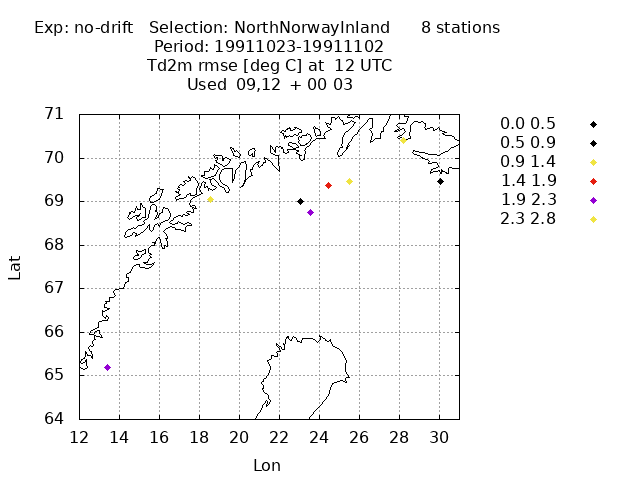 Exp: no-drift Selection: NorthNorwayInland 8 stations
Period: 19911023-19911102
Td2m rmse [deg C] at 12 UTC
Used 09,12 + 00 03
71
70
69
68
67
66
65
64
Lat
12 14 16 18 20 22 24 26 28 30
Lon
0.0 0.5
0.5 0.9
0.9 1.4
1.4 1.9
1.9 2.3
2.3 2.8